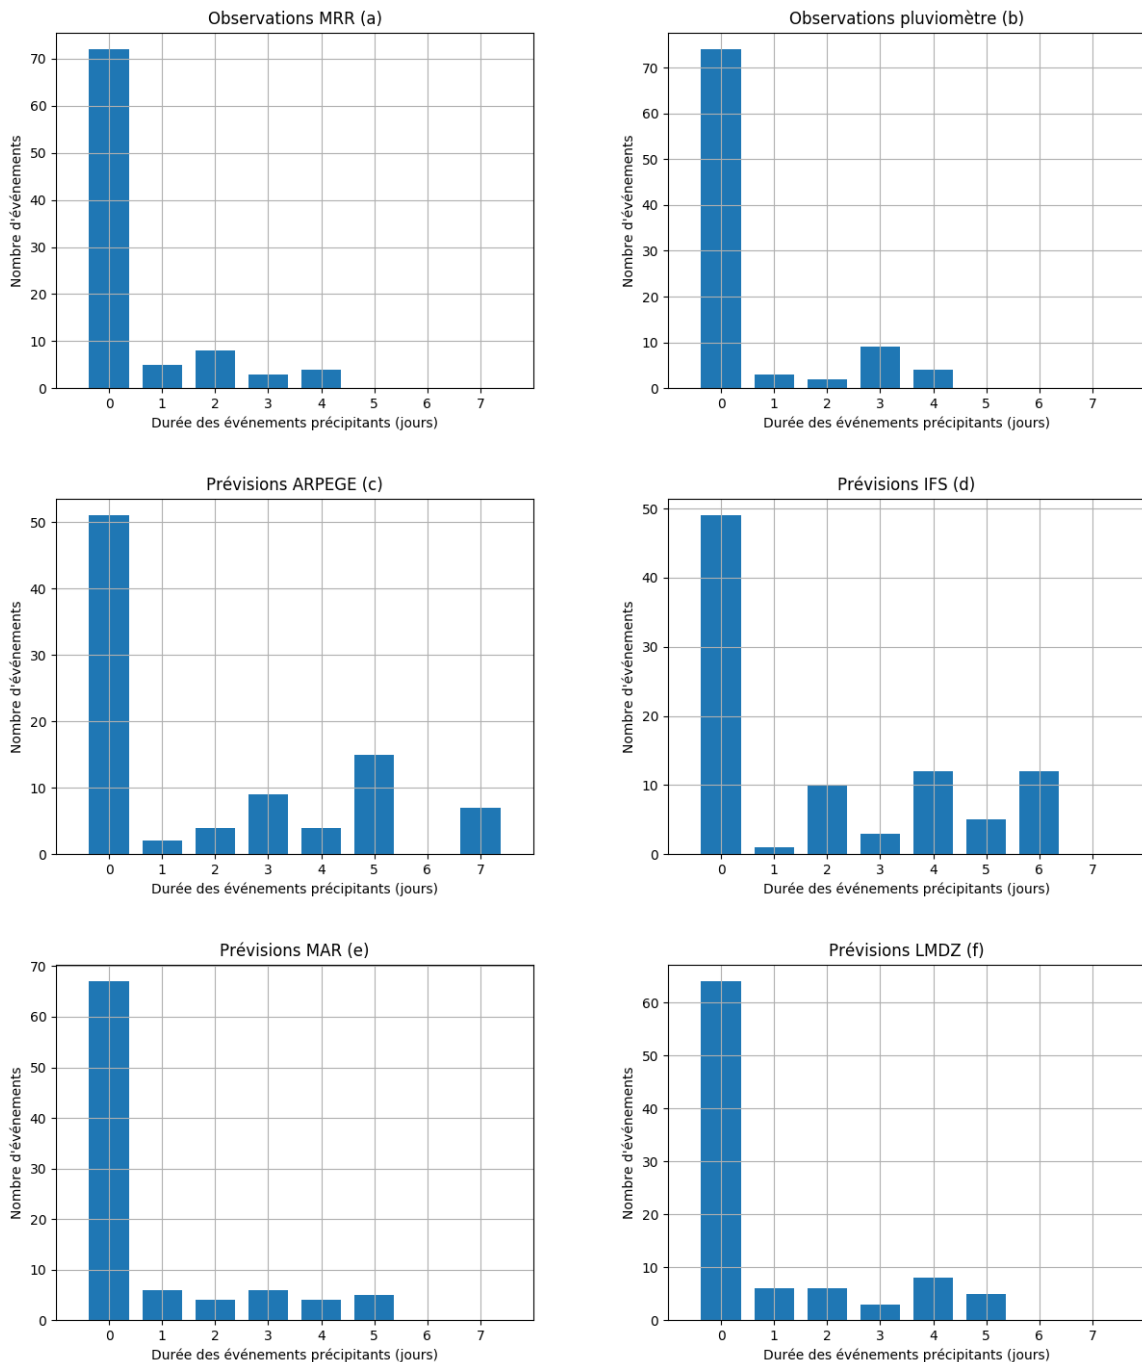 Observations MRR (a)
Nombre d'événements
70
60
50
40
30
20
10
0
0 1 2 3 4 5 6 7
Durée des événements précipitants (jours)
Observations pluviomètre (b)
Nombre d'événements
70
60
50
40
30
20
10
0
0 1 2 3 4 5 6 7
Durée des événements précipitants (jours)
Prévisions ARPEGE (c)
Nombre d'événements
50
40
30
20
10
0
0 1 2 3 4 5 6 7
Durée des événements précipitants (jours)
Prévisions IFS (d)
Nombre d'événements
50
40
30
20
10
0
0 1 2 3 4 5 6 7
Durée des événements précipitants (jours)
Prévisions MAR (e)
Nombre d'événements
70
60
50
40
30
20
10
0
0 1 2 3 4 5 6 7
Durée des événements précipitants (jours)
Prévisions LMDZ (f)
Nombre d'événements
60
50
40
30
20
10
0
0 1 2 3 4 5 6 7
Durée des événements précipitants (jours)